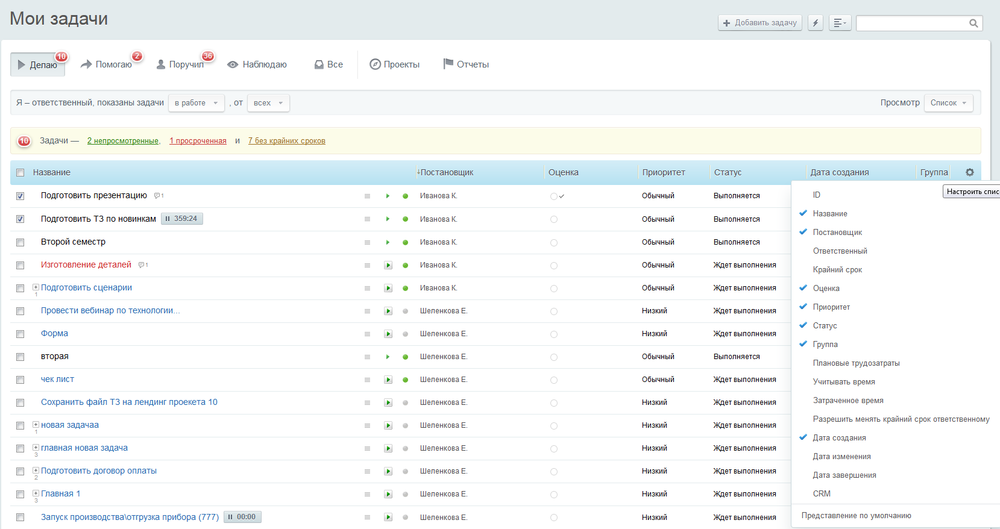 Мои задачи
Добавить задачу
Делаю 10 Помогаю 2 Поручил 36 Наблюдаю Все Проекты Отчеты
Я – ответственный, показаны задачи в работе , от всех Просмотр Список
10 Задачи — 2 непросмотренные, 1 просроченная и 7 без крайних сроков
Название Постановщик Оценка Приоритет Статус Дата создания Группа
Подготовить презентацию 1 Иванова К. Обычный Выполняется
Подготовить ТЗ по новинкам 359:24 Иванова К. Обычный Выполняется
Второй семестр Иванова К. Обычный Выполняется
Изготовление деталей 1 Иванова К. Обычный Ждет выполнения
Подготовить сценарии Иванова К. Обычный Ждет выполнения
1
Провести вебинар по технологии... Шеленкова Е. Низкий Ждет выполнения
Форма Шеленкова Е. Низкий Ждет выполнения
вторая Шеленкова Е. Обычный Выполняется
чек лист Шеленкова Е. Обычный Ждет выполнения
Сохранить файл ТЗ на лендинг проекета 10 Шеленкова Е. Низкий Ждет выполнения
новая задачаа Шеленкова Е. Низкий Ждет выполнения
1
главная новая задача Шеленкова Е. Низкий Ждет выполнения
3
Подготовить договор оплаты Шеленкова Е. Низкий Ждет выполнения
2
Главная 1 Шеленкова Е. Низкий Ждет выполнения
3
Запуск производства\отгрузка прибора (777) 00:00 Шеленкова Е. Низкий Ждет выполнения
Настроить спис
ID
Название
Постановщик
Ответственный
Крайний срок
Оценка
Приоритет
Статус
Группа
Плановые трудозатраты
Учитывать время
Затраченное время
Разрешить менять крайний срок ответственному
Дата создания
Дата изменения
Дата завершения
CRM
Представление по умолчанию